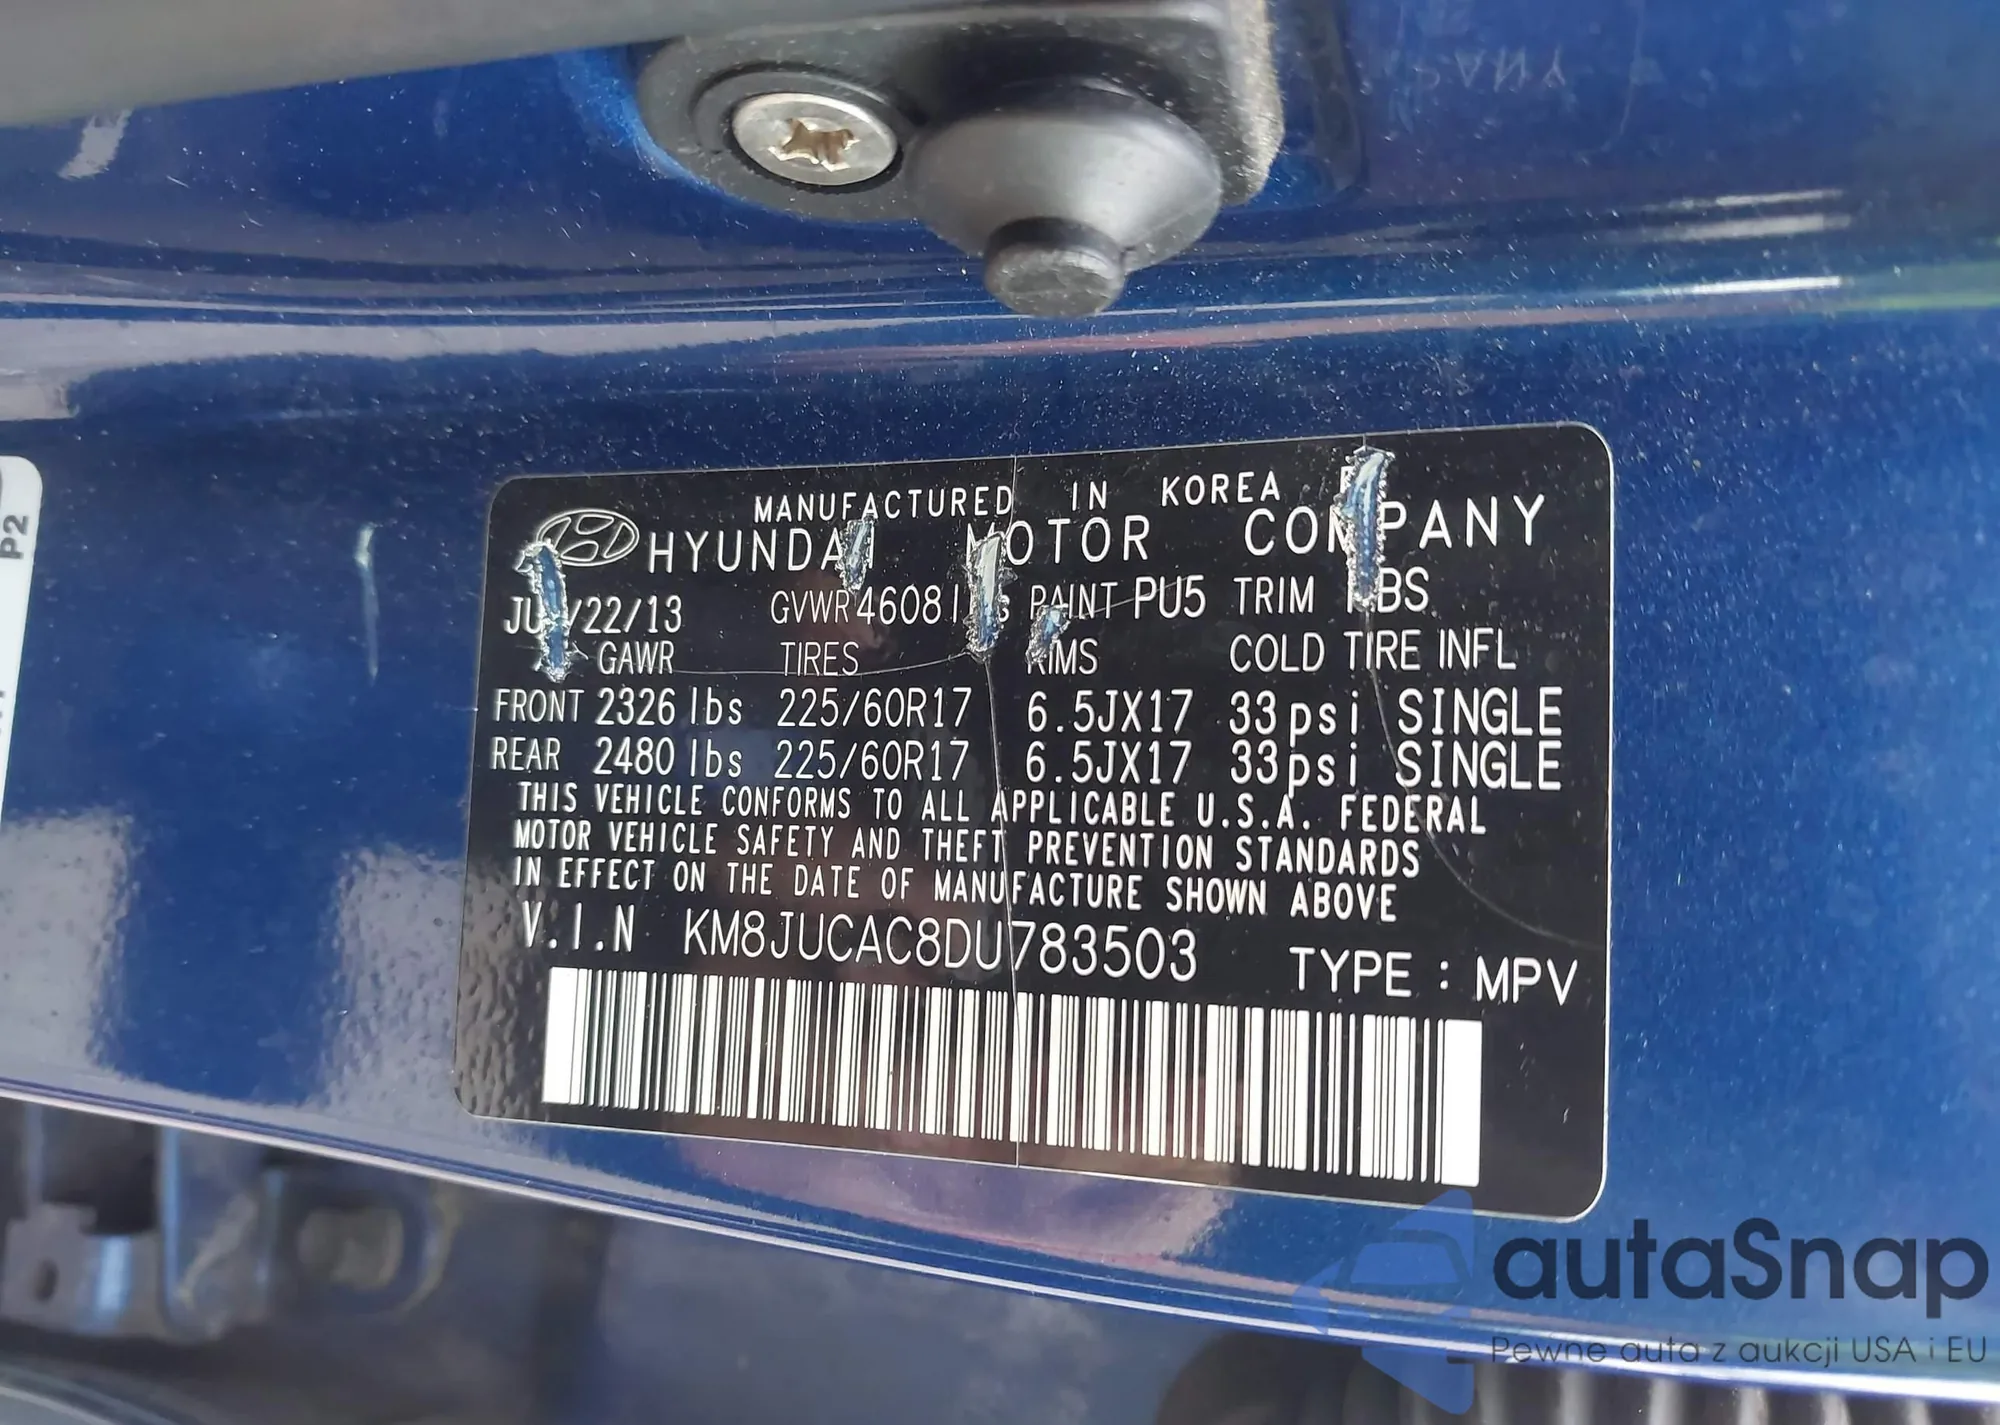 P2
MANUFACTURED IN KOREA
HYUNDAI MOTOR COMPANY
/22/13 GVWR 4608 PAINT PU5 TRIM
GAWR TIRES RIMS COLD TIRE INFL
FRONT 2326 lbs 225/60R17 6.5JX17 33psi SINGLE
REAR 2480 lbs 225/60R17 6.5JX17 33psi SINGLE
THIS VEHICLE CONFORMS TO ALL APPLICABLE U.S.A. FEDERAL
MOTOR VEHICLE SAFETY AND THEFT PREVENTION STANDARDS
IN EFFECT ON THE DATE OF MANUFACTURE SHOWN ABOVE
V.I.N KM8JUCAC8DU783503 TYPE : MPV
autaSnap
Pewne auta z aukcji USA i EU